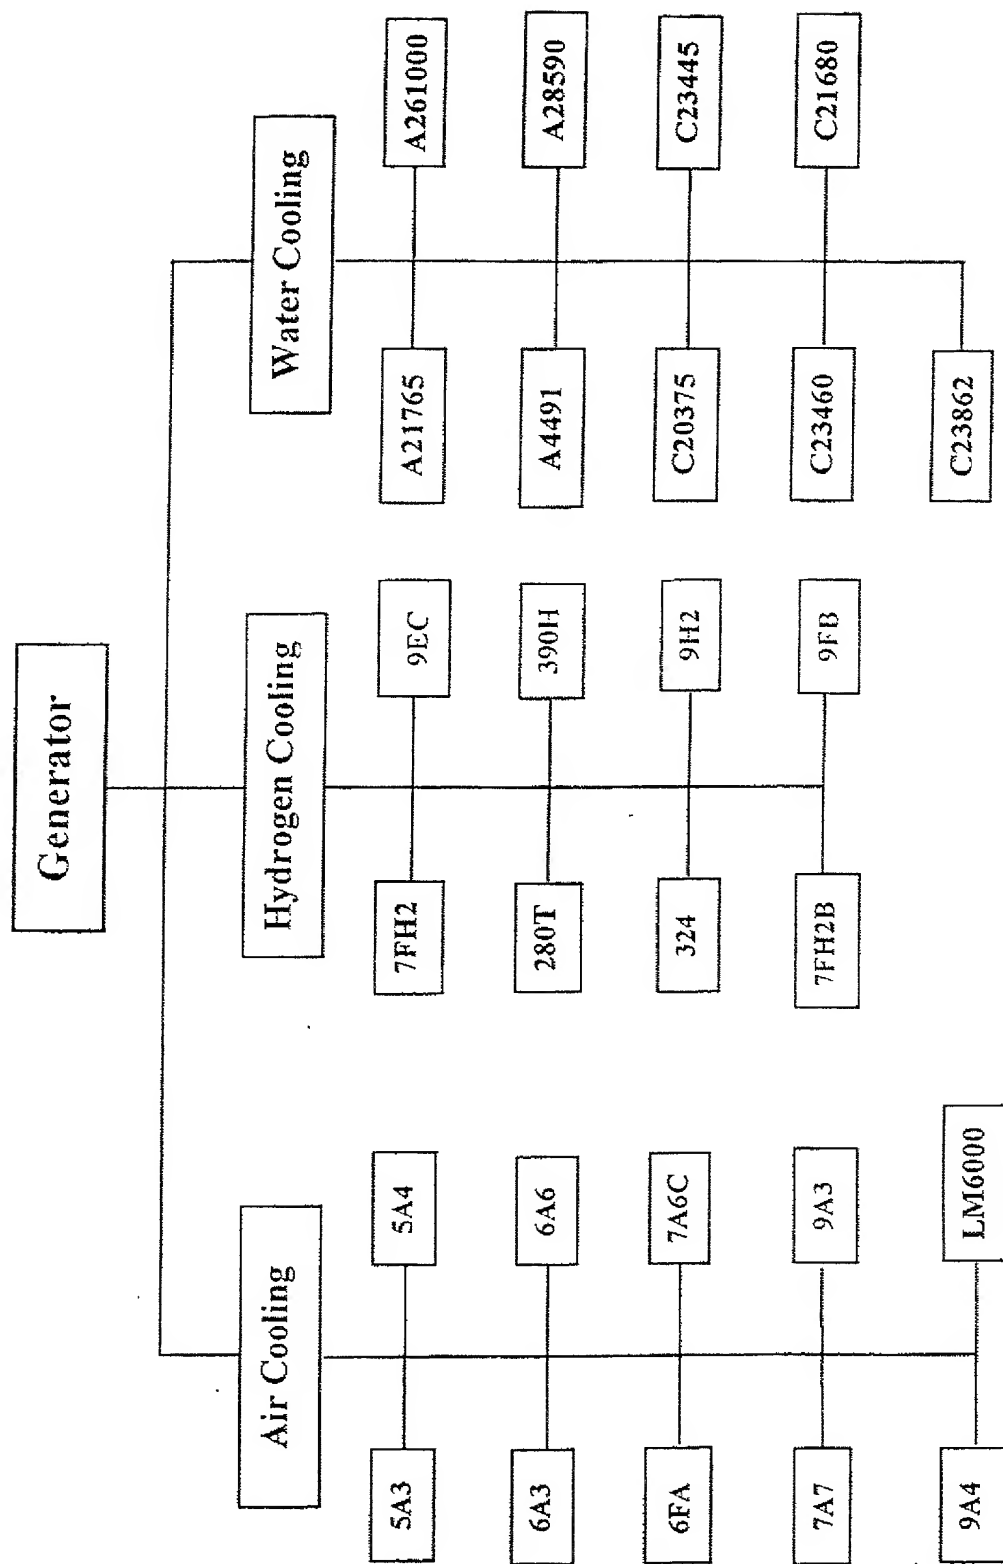 Generator
Air Cooling
Hydrogen Cooling
Water Cooling
5A3
5A4
6A3
6A6
6FA
7A6C
7A7
9A3
9A4
LM6000
7FH2
9EC
280T
390H
324
9H2
7FH2B
9FB
A21765
A261000
A4491
A28590
C20375
C23445
C23460
C21680
C23862